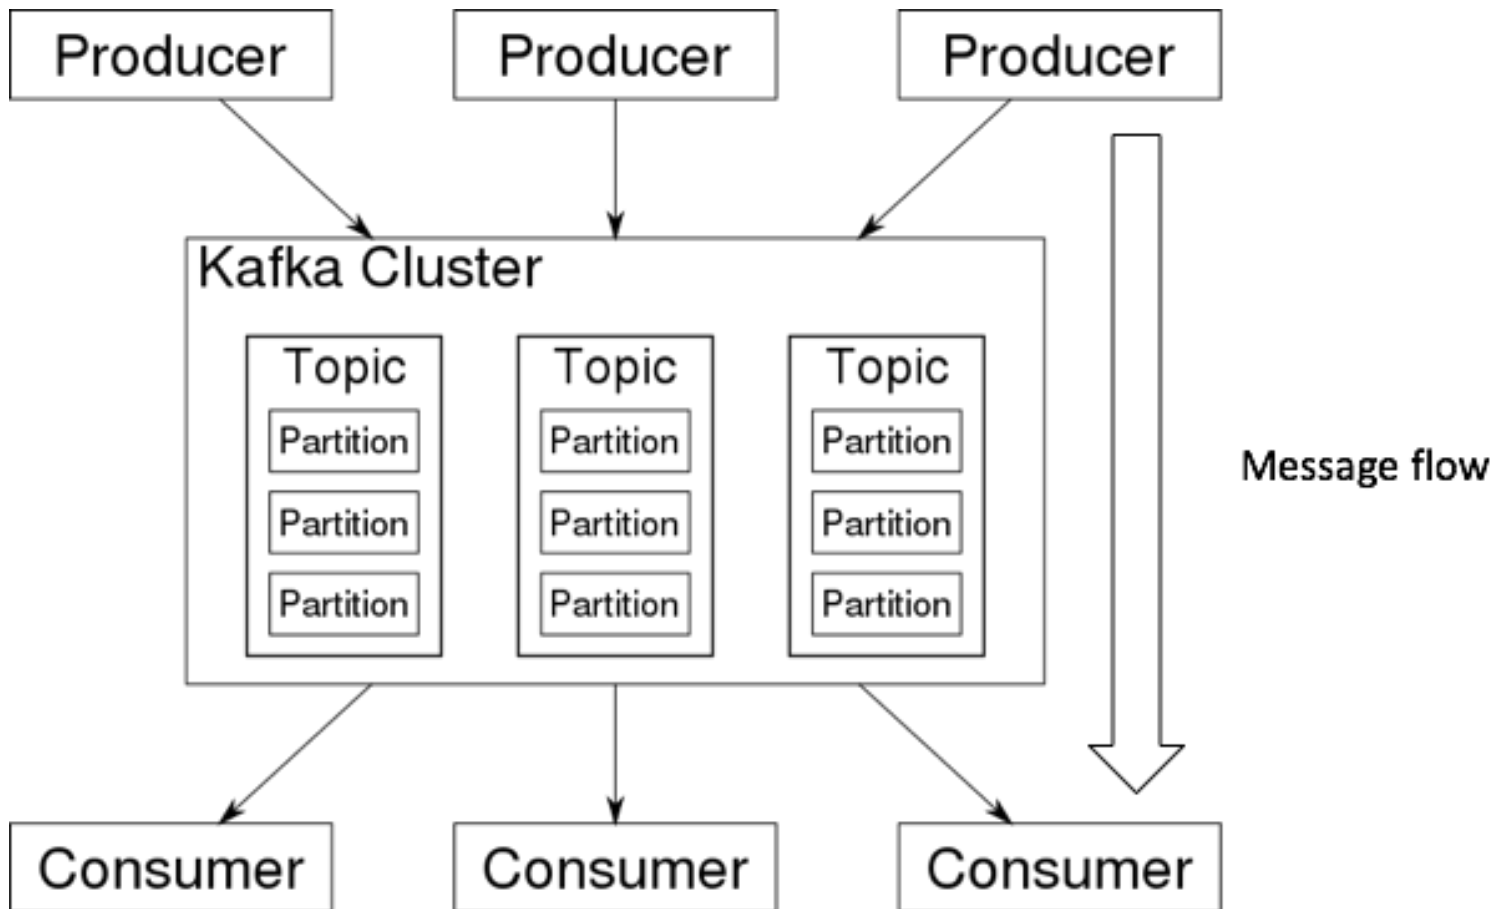 Producer
Producer
Producer
Kafka Cluster
Topic
Topic
Topic
Partition
Partition
Partition
Partition
Partition
Partition
Partition
Partition
Partition
Message flow
Consumer
Consumer
Consumer